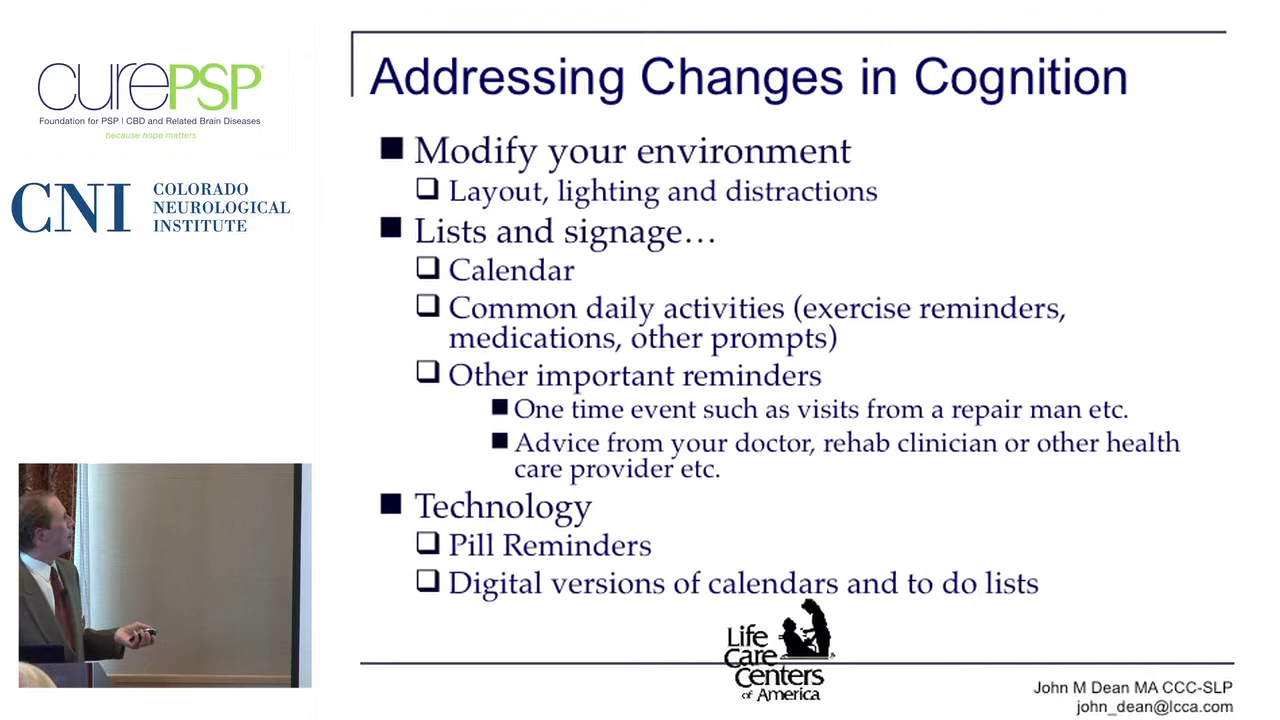 curePSP
Foundation for PSP | CBD and Related Brain Diseases
because hope matters
CNI
COLORADO
NEUROLOGICAL
INSTITUTE
Addressing Changes in Cognition
Modify your environment
Layout, lighting and distractions
Lists and signage…
Calendar
Common daily activities (exercise reminders,
medications, other prompts)
Other important reminders
One time event such as visits from a repair man etc.
Advice from your doctor, rehab clinician or other health
care provider etc.
Technology
Pill Reminders
Digital versions of calendars and to do lists
Life
Care
Centers
of America
John M Dean MA CCC-SLP
john_dean@lcca.com